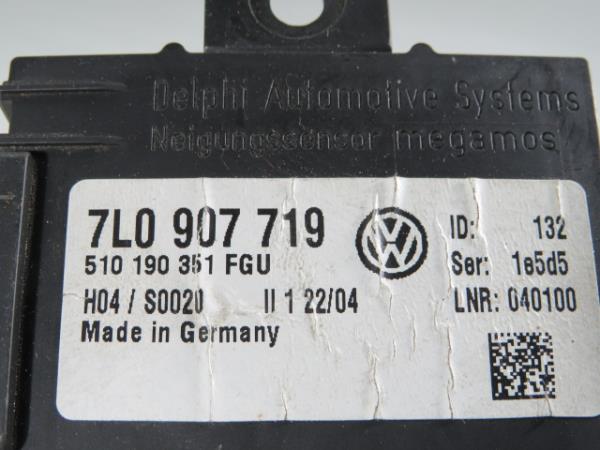 Delphi Automotive Systems
Neigungssensor megamos
7L0 907 719 ID: 132
510 190 351 FGU Ser: 1e5d5
H04 / S0020 II 1 22/04 LNR: 040100
Made in Germany